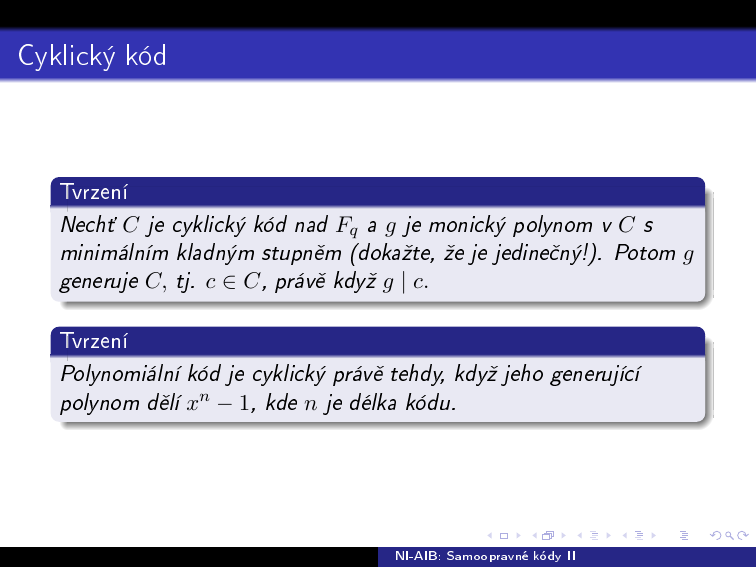 Cyklický kód
Tvrzení
Nechť C je cyklický kód nad F_q a g je monický polynom v C s
minimálním kladným stupněm (dokažte, že je jedinečný!). Potom g
generuje C, tj. c ∈ C, právě když g | c.
Tvrzení
Polynomiální kód je cyklický právě tehdy, když jeho generující
polynom dělí xⁿ − 1, kde n je délka kódu.
NI-AIB: Samoopravné kódy II